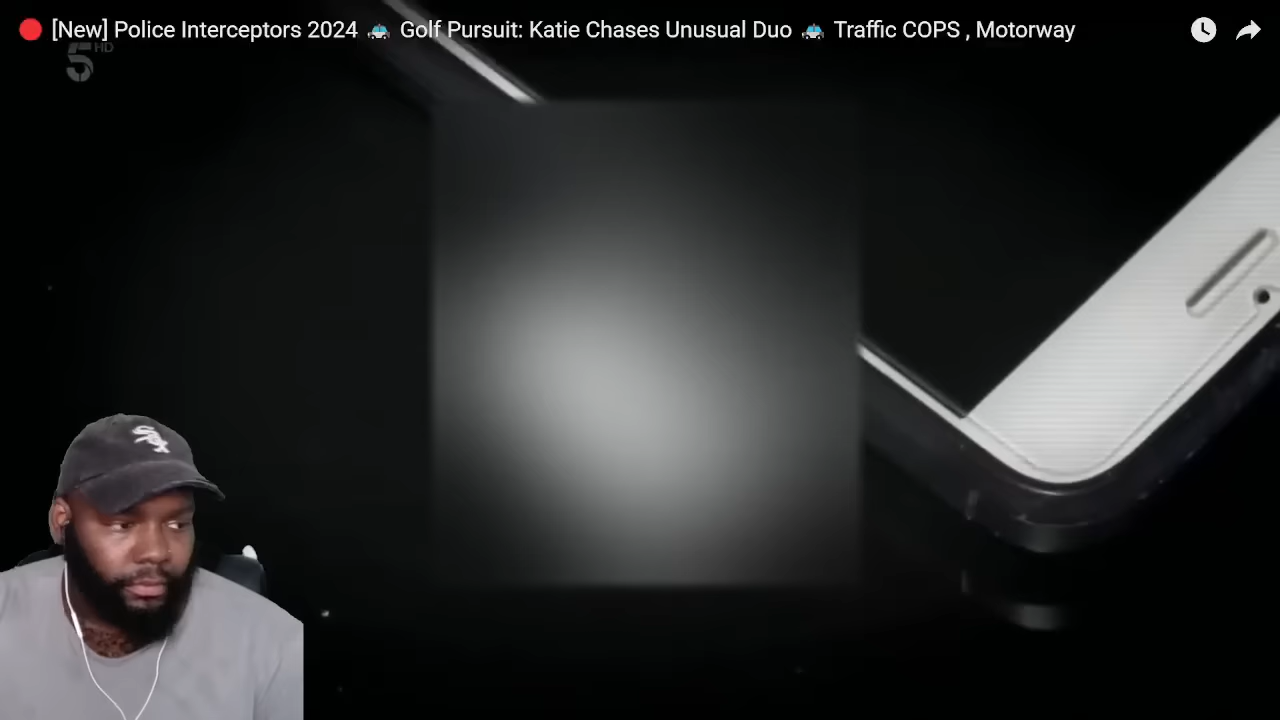 [New] Police Interceptors 2024 🚓 Golf Pursuit: Katie Chases Unusual Duo 🚓 Traffic COPS , Motorway
5 HD
SOX